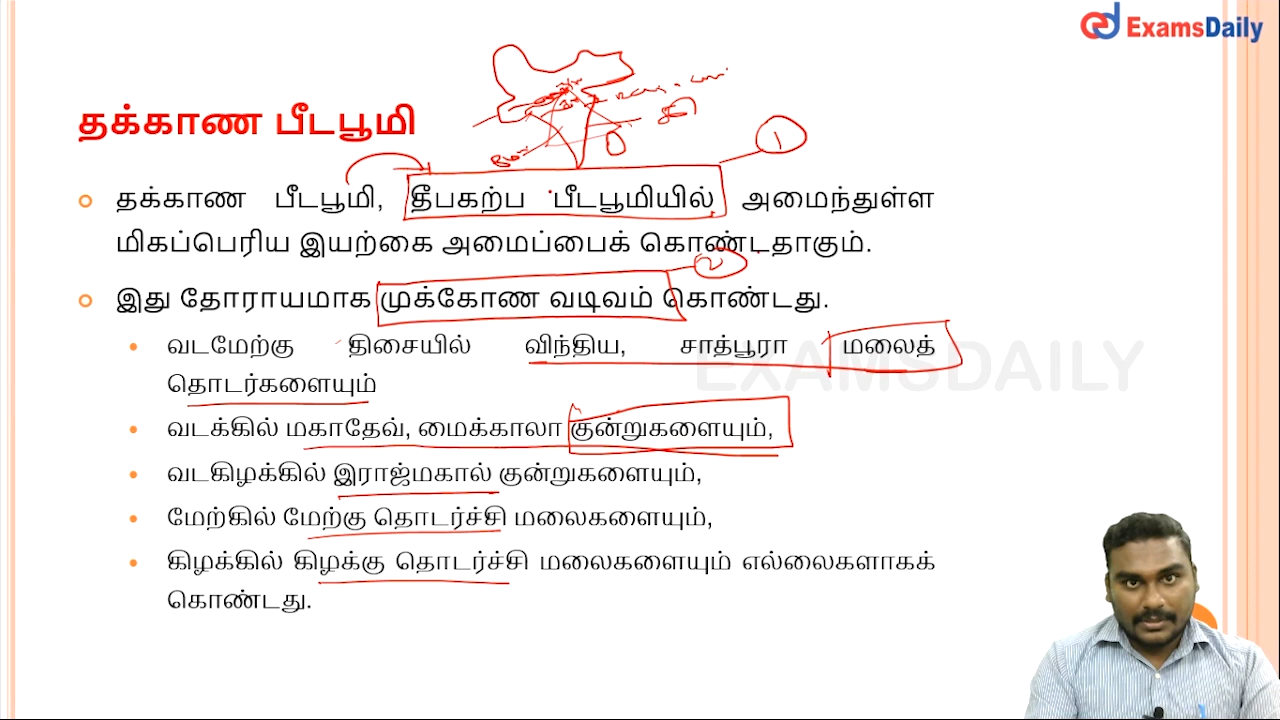 ExamsDaily
தக்காண பீடபூமி
தக்காண பீடபூமி, தீபகற்ப பீடபூமியில் அமைந்துள்ள
மிகப்பெரிய இயற்கை அமைப்பைக் கொண்டதாகும்.
இது தோராயமாக முக்கோண வடிவம் கொண்டது.
வடமேற்கு திசையில் விந்திய, சாத்பூரா மலைத்
தொடர்களையும்
EXAMSDAILY
வடக்கில் மகாதேவ், மைக்காலா குன்றுகளையும்,
வடகிழக்கில் இராஜ்மகால் குன்றுகளையும்,
மேற்கில் மேற்கு தொடர்ச்சி மலைகளையும்,
கிழக்கில் கிழக்கு தொடர்ச்சி மலைகளையும் எல்லைகளாகக்
கொண்டது.